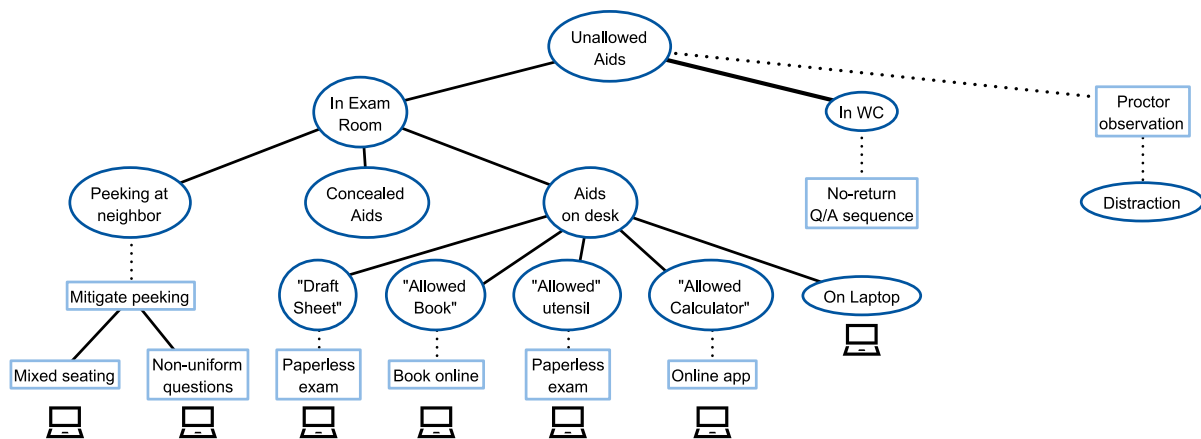 Unallowed
Aids
In Exam
Room
In WC
Proctor
observation
Peeking at
neighbor
Concealed
Aids
Aids
on desk
No-return
Q/A sequence
Distraction
Mitigate peeking
"Draft
Sheet"
"Allowed
Book"
"Allowed"
utensil
"Allowed
Calculator"
On Laptop
Mixed seating
Non-uniform
questions
Paperless
exam
Book online
Paperless
exam
Online app